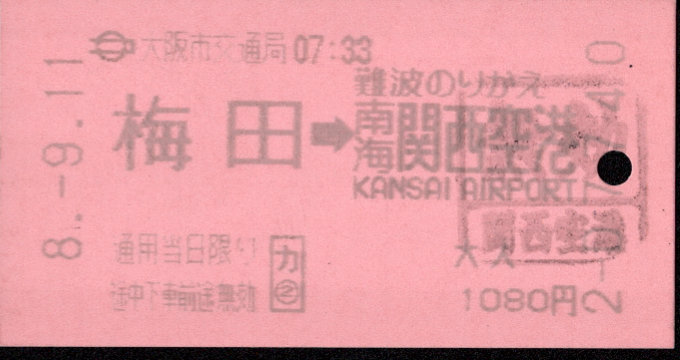 大阪市交通局 07:33
8.-9.11
難波のりかえ
梅田➡南海関西空港
KANSAI AIRPORT
通用当日限り
途中下車前途無効
カ
②
大人
1080円
関西空港